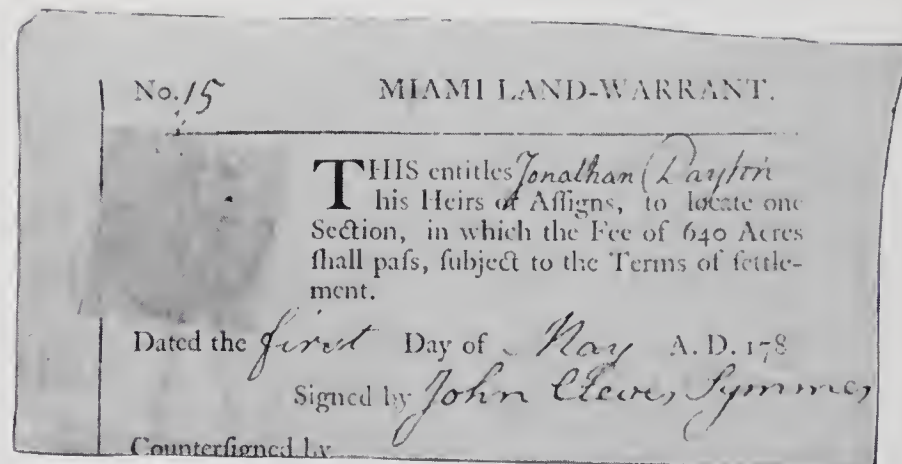 No. 15 MIAMI LAND-WARRANT.
THIS entitles Jonathan Dayton
his Heirs or Aſſigns, to locate one
Section, in which the Fee of 640 Acres
ſhall paſs, ſubject to the Terms of ſettle-
ment.
Dated the first Day of May A. D. 178
Signed by John Cleves Symmes
Counterſigned by